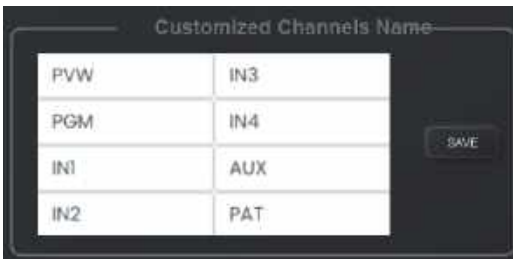 Customized Channels Name
PVW IN3
PGM IN4
SAVE
IN1 AUX
IN2 PAT